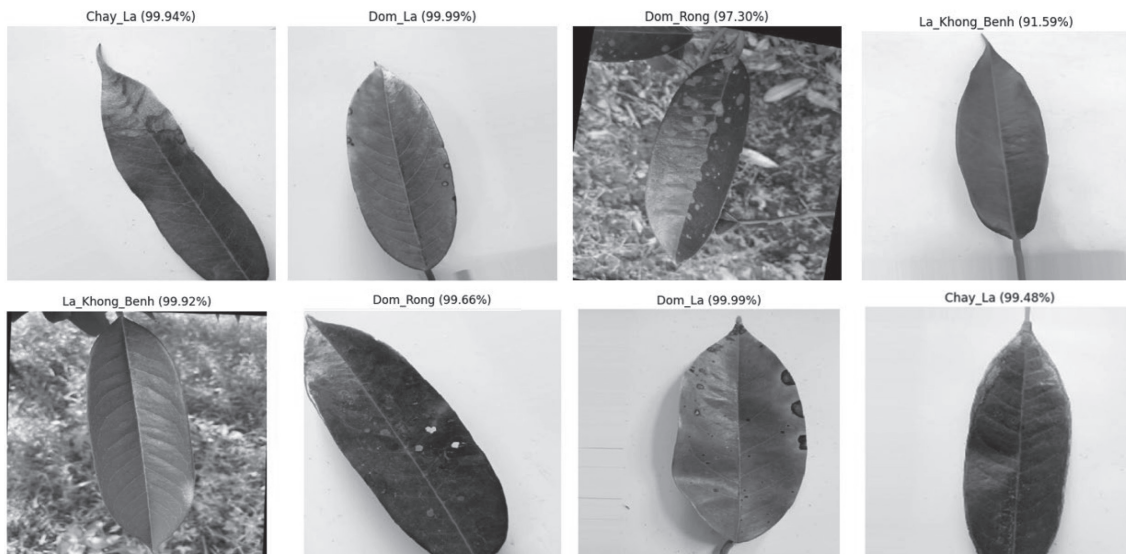 Chay_La (99.94%)
Dom_La (99.99%)
Dom_Rong (97.30%)
La_Khong_Benh (91.59%)
La_Khong_Benh (99.92%)
Dom_Rong (99.66%)
Dom_La (99.99%)
Chay_La (99.48%)